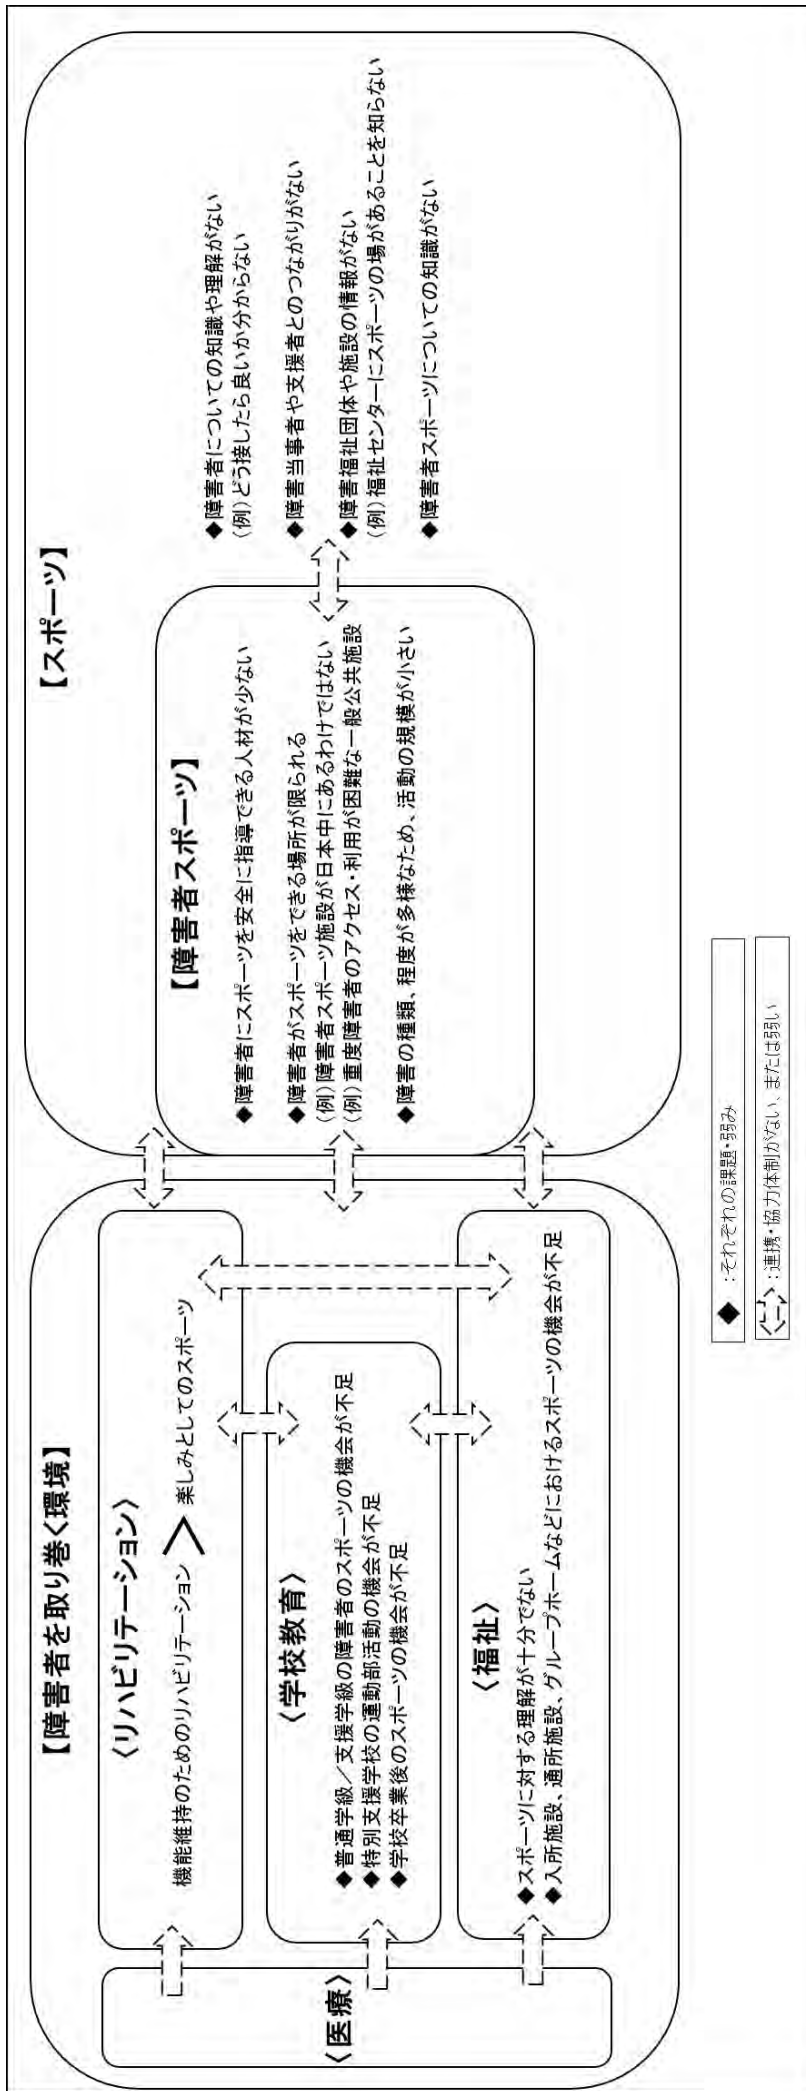 【障害者を取り巻く環境】
〈リハビリテーション〉
機能維持のためのリハビリテーション ＞ 楽しみとしてのスポーツ
〈学校教育〉
◆普通学級／支援学級の障害者のスポーツの機会が不足
◆特別支援学校の運動部活動の機会が不足
◆学校卒業後のスポーツの機会が不足
〈福祉〉
◆スポーツに対する理解が十分でない
◆入所施設、通所施設、グループホームなどにおけるスポーツの機会が不足
〈医療〉
【スポーツ】
【障害者スポーツ】
◆障害者にスポーツを安全に指導できる人材が少ない
◆障害者がスポーツをできる場所が限られる
(例)障害者スポーツ施設が日本中にあるわけではない
(例)重度障害者のアクセス・利用が困難な一般公共施設
◆障害の種類、程度が多様なため、活動の規模が小さい
◆障害者についての知識や理解がない
(例)どう接したら良いか分からない
◆障害当事者や支援者とのつながりがない
◆障害福祉団体や施設の情報がない
(例)福祉センターにスポーツの場があることを知らない
◆障害者スポーツについての知識がない
◆：それぞれの課題・弱み
：連携・協力体制がない、または弱い